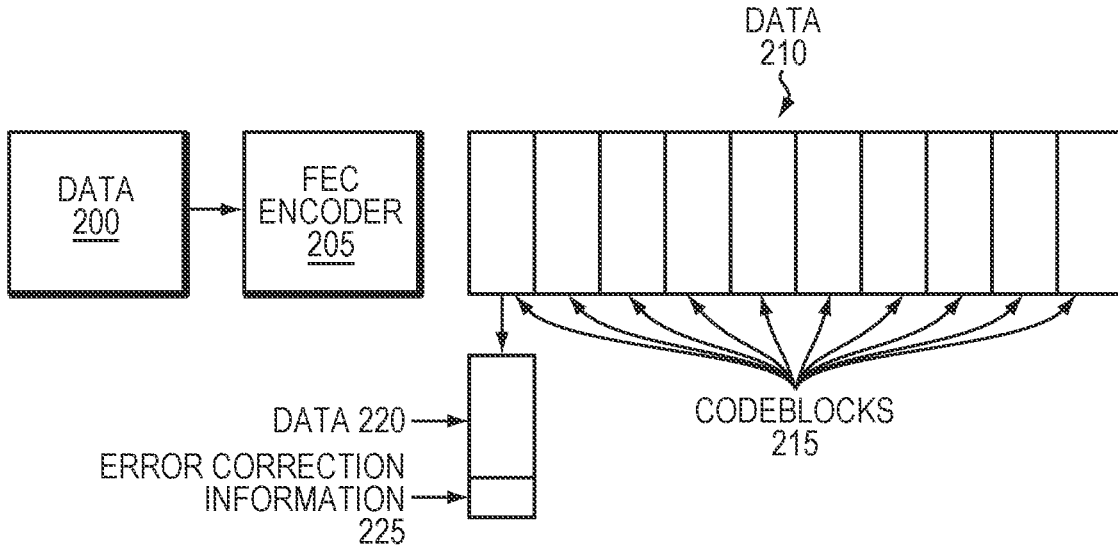 DATA
210
DATA
200
FEC
ENCODER
205
DATA 220
ERROR CORRECTION
INFORMATION
225
CODEBLOCKS
215